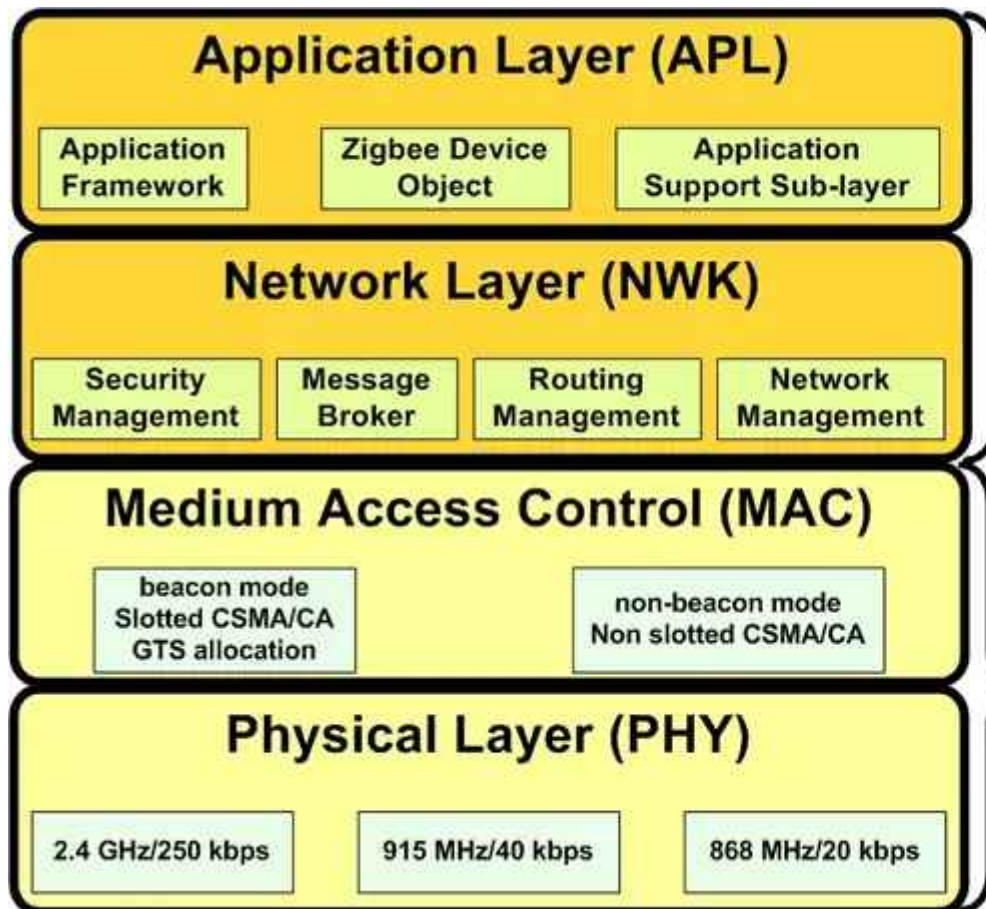 Application Layer (APL)
Application
Framework
Zigbee Device
Object
Application
Support Sub-layer
Network Layer (NWK)
Security
Management
Message
Broker
Routing
Management
Network
Management
Medium Access Control (MAC)
beacon mode
Slotted CSMA/CA
GTS allocation
non-beacon mode
Non slotted CSMA/CA
Physical Layer (PHY)
2.4 GHz/250 kbps
915 MHz/40 kbps
868 MHz/20 kbps